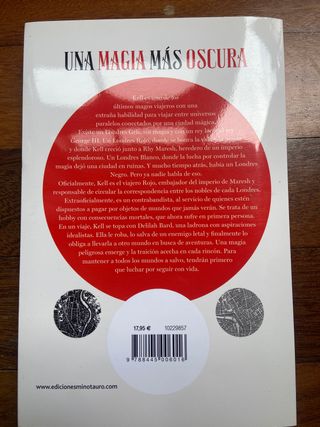 UNA MAGIA MÁS OSCURA
Kell es uno de los
últimos magos viajeros con una
extraña habilidad para viajar entre universos
paralelos conectados por una ciudad mágica.
Existe un Londres Gris, sin magia y con un rey loco
George III. Un Londres Rojo, donde se honra la vida
y donde Kell creció junto a Rhy Maresh, heredero de un imperio
esplendoroso. Un Londres Blanco, donde la lucha por controlar la
magia dejó una ciudad en ruinas. Y mucho tiempo atrás, había un Londres
Negro. Pero ya nadie habla de eso.
Oficialmente, Kell es el viajero Rojo, embajador del imperio de Maresh y
responsable de circular la correspondencia entre los nobles de cada Londres.
Extraoficialmente, es un contrabandista, al servicio de quienes estén
dispuestos a pagar por objetos de mundos que jamás verán. Se trata de un
hobby con consecuencias mortales, que ahora sufre en primera persona.
En un viaje, Kell se topa con Delilah Bard, una ladrona con aspiraciones
idealistas. Ella le roba, lo salva de un enemigo letal y finalmente lo
obliga a llevarla a otro mundo en busca de aventuras. Una magia
peligrosa emerge y la traición acecha en cada rincón. Para
mantener a todos los mundos a salvo, tendrán primero
que luchar por seguir con vida.
17,95 € 10229857
9 788445 006016
www.edicionesminotauro.com